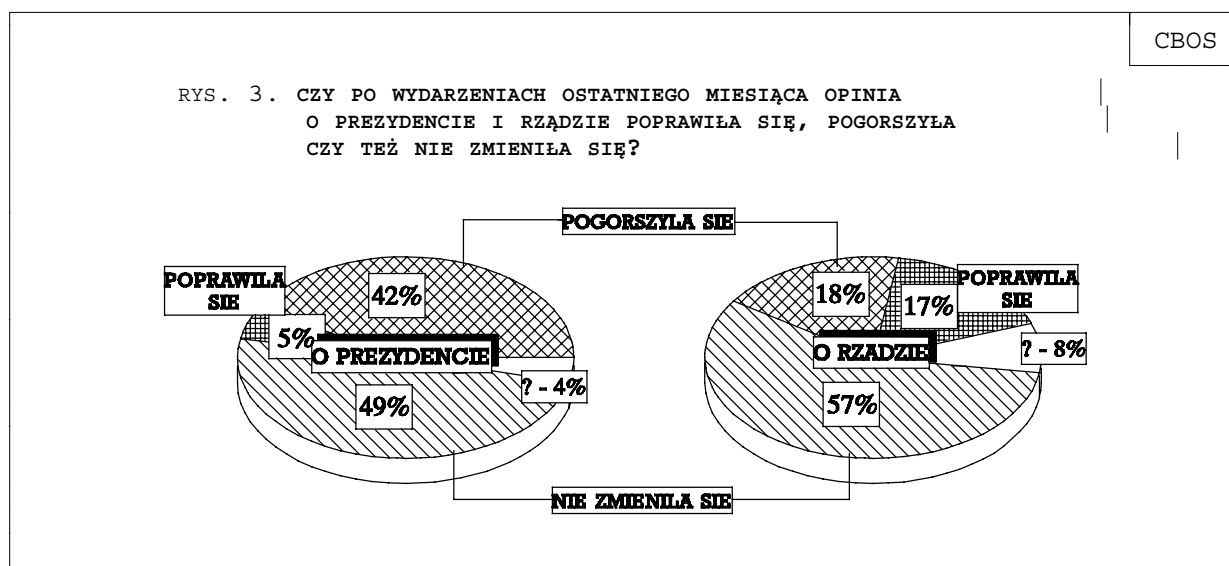 CBOS
RYS. 3. CZY PO WYDARZENIACH OSTATNIEGO MIESIĄCA OPINIA
O PREZYDENCIE I RZĄDZIE POPRAWIŁA SIĘ, POGORSZYŁA
CZY TEŻ NIE ZMIENIŁA SIĘ?
POGORSZYLA SIE
POPRAWILA
SIE
42%
5%
O PREZYDENCIE
? - 4%
49%
18%
17%
POPRAWILA
SIE
O RZADZIE
? - 8%
57%
NIE ZMIENILA SIE